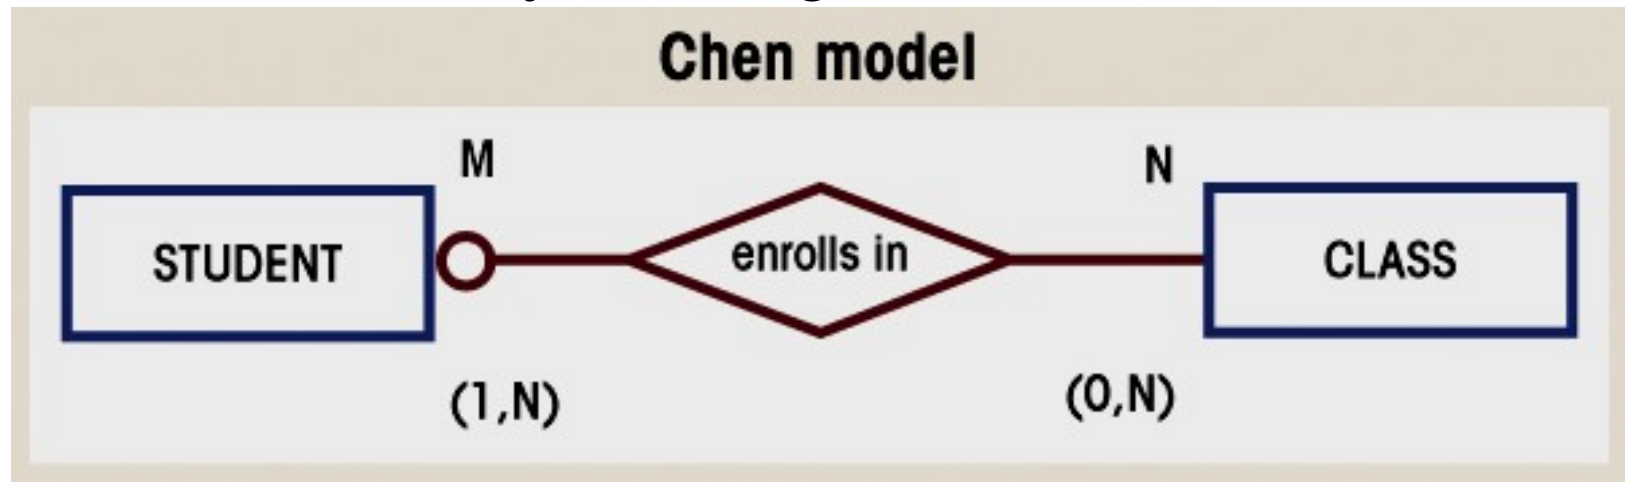 Chen model
M
N
STUDENT
enrolls in
CLASS
(1,N)
(0,N)